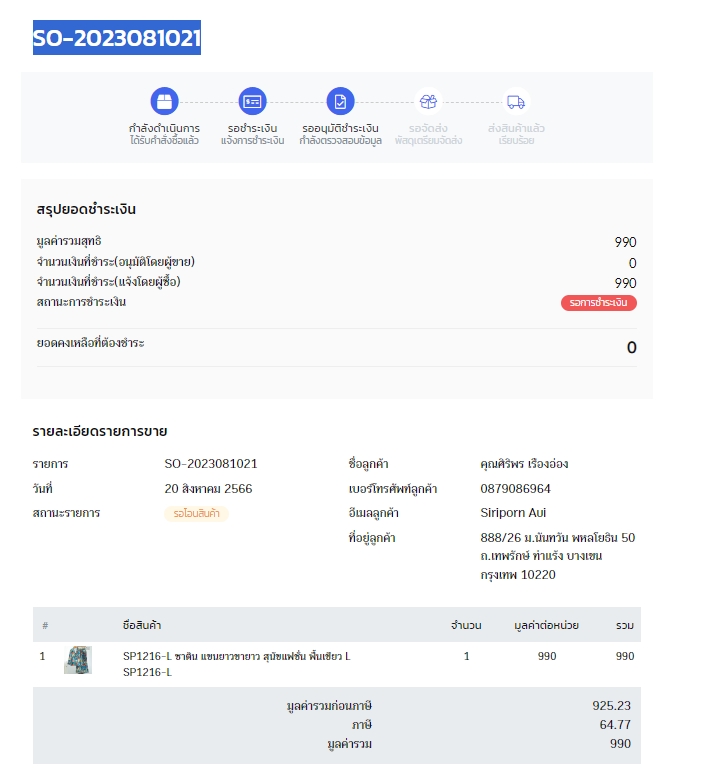 SO-2023081021
กำลังดำเนินการ รอชำระเงิน รออนุมัติชำระเงิน รอจัดส่ง ส่งสินค้าแล้ว
ได้รับคำสั่งซื้อแล้ว แจ้งการชำระเงิน กำลังตรวจสอบข้อมูล พัสดุเตรียมจัดส่ง เรียบร้อย
สรุปยอดชำระเงิน
มูลค่ารวมสุทธิ 990
จำนวนเงินที่ชำระ(อนุมัติโดยผู้ขาย) 0
จำนวนเงินที่ชำระ(แจ้งโดยผู้ซื้อ) 990
สถานะการชำระเงิน รอการชำระเงิน
ยอดคงเหลือที่ต้องชำระ 0
รายละเอียดรายการขาย
รายการ SO-2023081021 ชื่อลูกค้า คุณศิริพร เรืองอ่อง
วันที่ 20 สิงหาคม 2566 เบอร์โทรศัพท์ลูกค้า 0879086964
สถานะรายการ รอโอนสินค้า อีเมลลูกค้า Siriporn Aui
ที่อยู่ลูกค้า 888/26 ม.นันทวัน พหลโยธิน 50
ถ.เทพรักษ์ ท่าแร้ง บางเขน
กรุงเทพ 10220
# ชื่อสินค้า จำนวน มูลค่าต่อหน่วย รวม
1 SP1216-L ซาติน แขนยาวขายาว สุนัขแฟชั่น พื้นเขียว L 1 990 990
SP1216-L
มูลค่ารวมก่อนภาษี 925.23
ภาษี 64.77
มูลค่ารวม 990